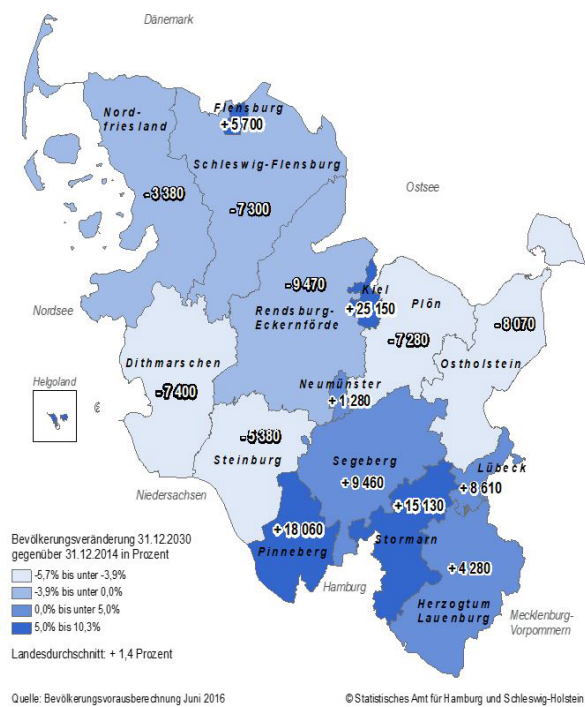 Dänemark
Nord-
friesland
Flensburg
+5 700
Schleswig-Flensburg
Ostsee
-3 380
-7 300
-9 470
Kiel
+25 150
Plön
-8 070
Nordsee
Rendsburg-
Eckernförde
-7 280
Ostholstein
Dithmarschen
Helgoland
-7 400
Neumünster
+1 280
-5 380
Steinburg
Segeberg
Lübeck
+9 460
+8 610
Niedersachsen
+15 130
+18 060
Pinneberg
Stormarn
+4 280
Hamburg
Herzogtum
Lauenburg
Mecklenburg-
Vorpommern
Bevölkerungsveränderung 31.12.2030
gegenüber 31.12.2014 in Prozent
-5,7% bis unter -3,9%
-3,9% bis unter 0,0%
0,0% bis unter 5,0%
5,0% bis 10,3%
Landesdurchschnitt: + 1,4 Prozent
Quelle: Bevölkerungsvorausberechnung Juni 2016
© Statistisches Amt für Hamburg und Schleswig-Holstein